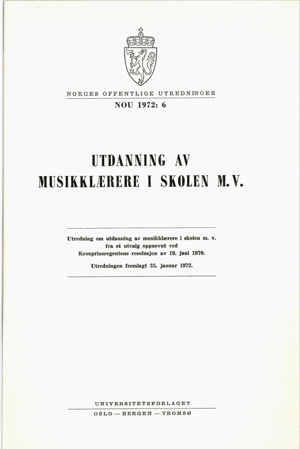 NORGES OFFENTLIGE UTREDNINGER
NOU 1972: 6
UTDANNING AV
MUSIKKLÆRERE I SKOLEN M.V.
Utredning om utdanning av musikklærere i skolen m. v.
fra et utvalg oppnevnt ved
Kronprinsregentens resolusjon av 19. juni 1970.
Utredningen fremlagt 25. januar 1972.
UNIVERSITETSFORLAGET
OSLO — BERGEN — TROMSØ